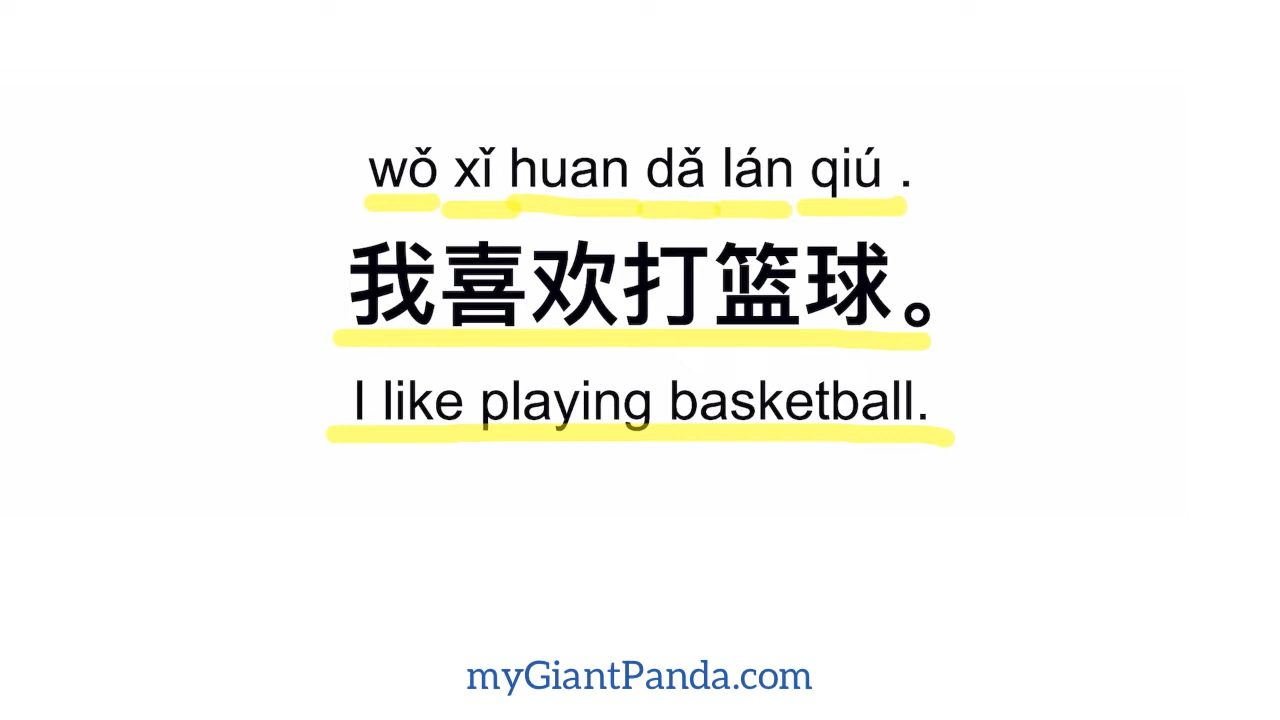 wǒ xǐ huan dǎ lán qiú .
我喜欢打篮球。
I like playing basketball.
myGiantPanda.com